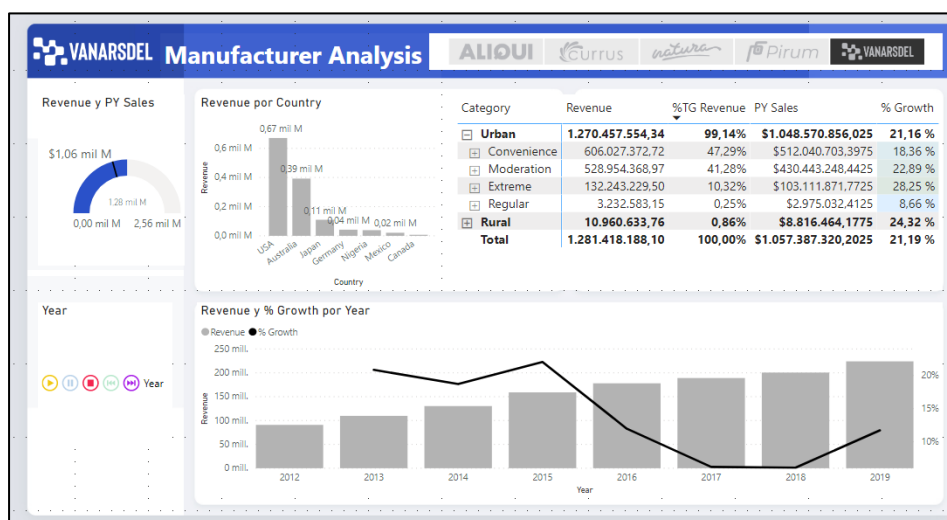 VANARSDEL Manufacturer Analysis
ALIQUI Currus natura Pirum VANARSDEL
Revenue y PY Sales
$1,06 mil M
1,28 mil M
0,00 mil M 2,56 mil M
Revenue por Country
0,67 mil M
0,6 mil M
0,39 mil M
0,4 mil M
0,2 mil M
0,11 mil M
0,04 mil M
0,02 mil M
0,0 mil M
Revenue
USA Australia Japan Germany Nigeria Mexico Canada
Country
Category Revenue %TG Revenue PY Sales % Growth
Urban 1.270.457.554,34 99,14% $1.048.570.856,025 21,16 %
Convenience 606.027.372,72 47,29% $512.040.703,3975 18,36 %
Moderation 528.954.368,97 41,28% $430.443.248,4425 22,89 %
Extreme 132.243.229,50 10,32% $103.111.871,7725 28,25 %
Regular 3.232.583,15 0,25% $2.975.032,4125 8,66 %
Rural 10.960.633,76 0,86% $8.816.464,1775 24,32 %
Total 1.281.418.188,10 100,00% $1.057.387.320,2025 21,19 %
Year
Year
Revenue y % Growth per Year
Revenue % Growth
250 mill.
200 mill.
150 mill.
100 mill.
50 mill.
0 mill.
Revenue
20%
15%
10%
2012 2013 2014 2015 2016 2017 2018 2019
Year